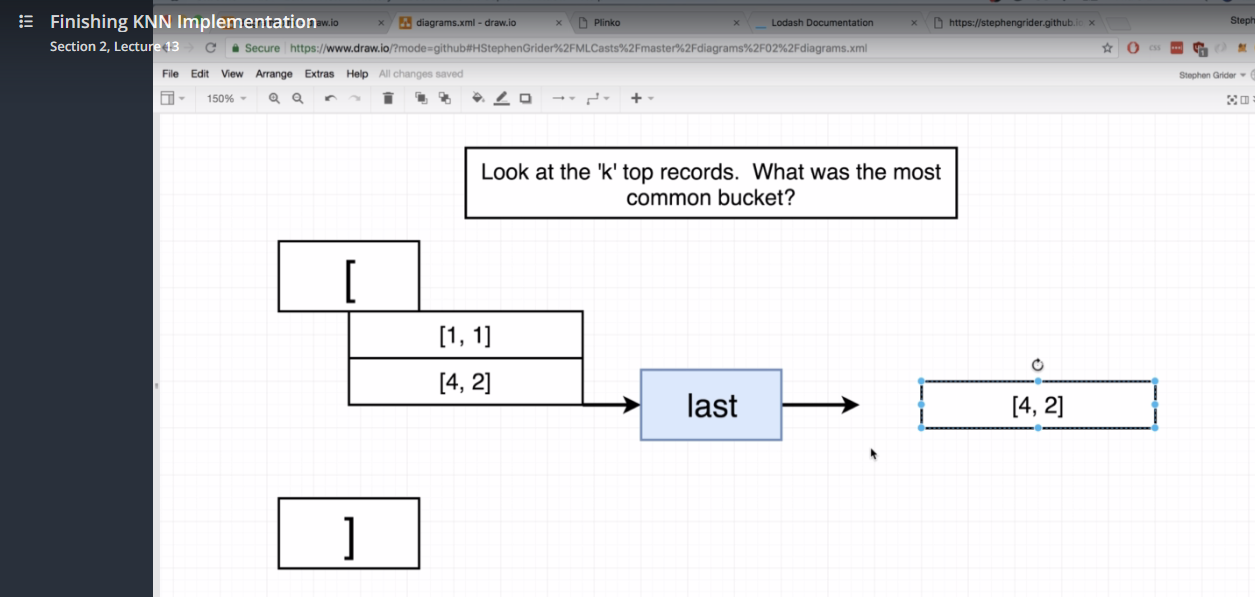 Finishing KNN Implementation
Section 2, Lecture 13
aw.io
diagrams.xml - draw.io
Plinko
Lodash Documentation
https://stephengrider.github.
Steph
Secure
https://www.draw.io/?mode=github#HStephenGrider%2FMLCasts%2Fmaster%2Fdiagrams%2F02%2Fdiagrams.xml
File Edit View Arrange Extras Help All changes saved
Stephen Grider
150%
Look at the 'k' top records. What was the most
common bucket?
[
[1, 1]
[4, 2]
last
[4, 2]
]